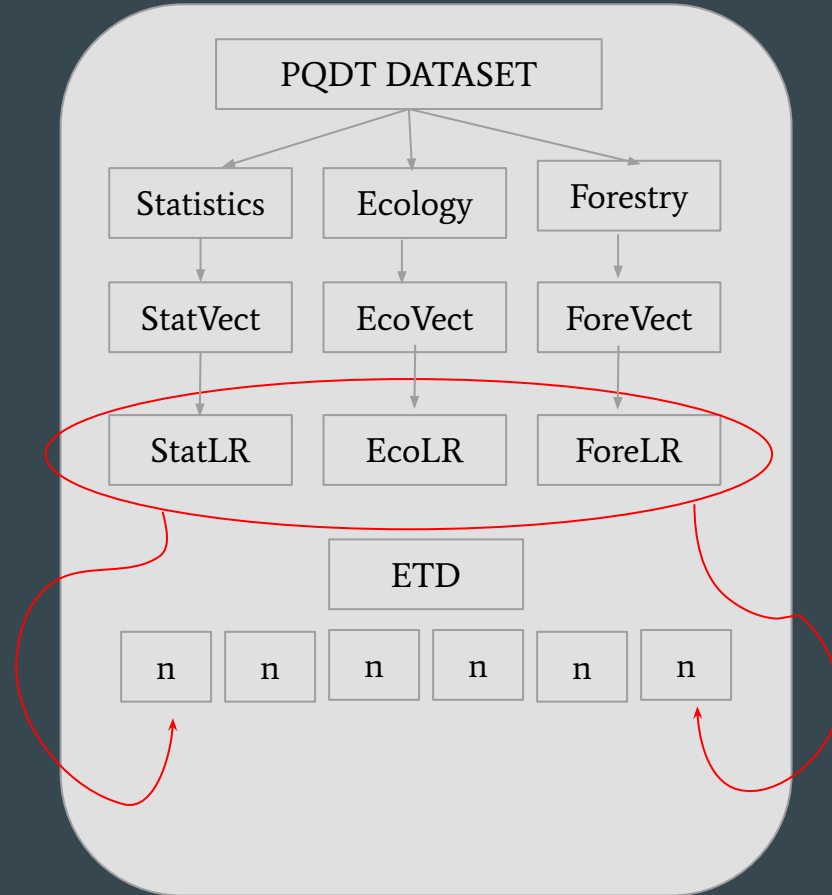 PQDT DATASET
Statistics
Ecology
Forestry
StatVect
EcoVect
ForeVect
StatLR
EcoLR
ForeLR
ETD
n
n
n
n
n
n